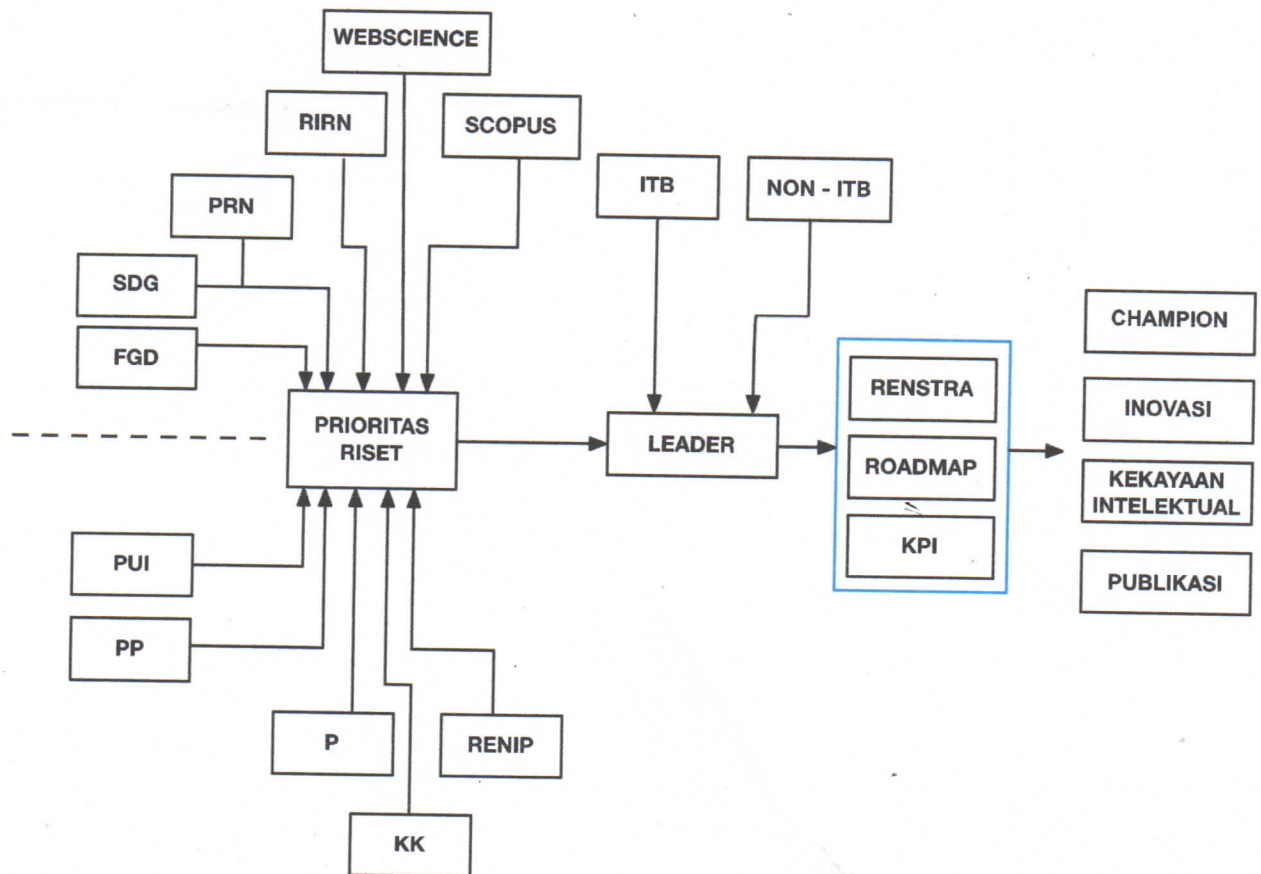 WEBSCIENCE
RIRN
SCOPUS
ITB
NON - ITB
PRN
SDG
FGD
CHAMPION
RENSTRA
INOVASI
PRIORITAS
RISET
LEADER
ROADMAP
KEKAYAAN
INTELEKTUAL
KPI
PUBLIKASI
PUI
PP
P
RENIP
KK